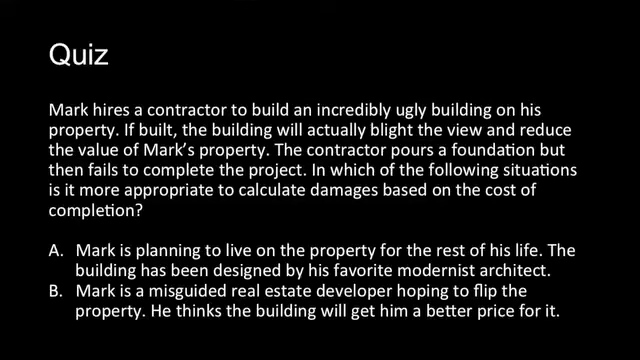 Quiz
Mark hires a contractor to build an incredibly ugly building on his
property. If built, the building will actually blight the view and reduce
the value of Mark's property. The contractor pours a foundation but
then fails to complete the project. In which of the following situations
is it more appropriate to calculate damages based on the cost of
completion?
A. Mark is planning to live on the property for the rest of his life. The
building has been designed by his favorite modernist architect.
B. Mark is a misguided real estate developer hoping to flip the
property. He thinks the building will get him a better price for it.